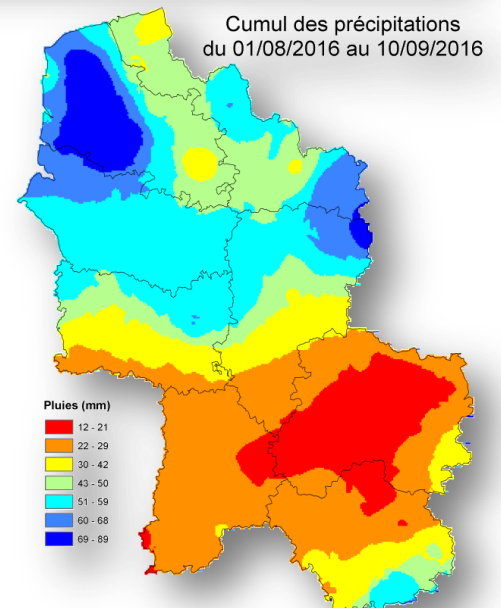 Cumul des précipitations
du 01/08/2016 au 10/09/2016
Pluies (mm)
12 - 21
22 - 29
30 - 42
43 - 50
51 - 59
60 - 68
69 - 89